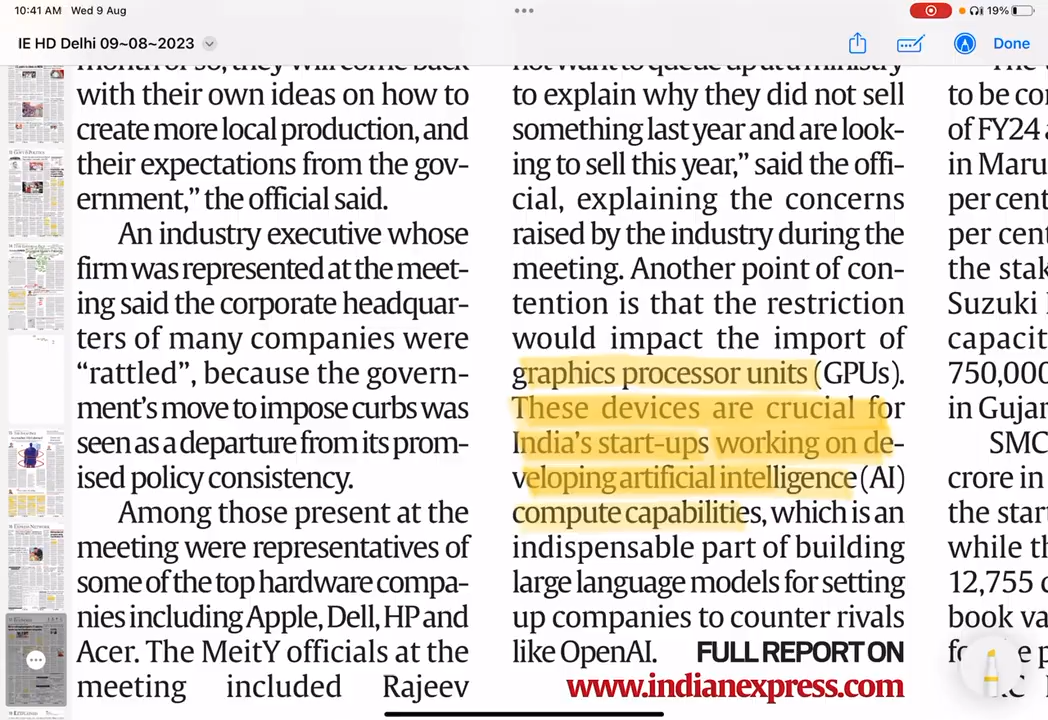 10:41 AM Wed 9 Aug
19%
IE HD Delhi 09~08~2023
Done
with their own ideas on how to
create more local production, and
their expectations from the gov-
ernment,” the official said.
An industry executive whose
firm was represented at the meet-
ing said the corporate headquar-
ters of many companies were
“rattled”, because the govern-
ment’s move to impose curbs was
seen as a departure from its prom-
ised policy consistency.
Among those present at the
meeting were representatives of
some of the top hardware compa-
nies including Apple, Dell, HP and
Acer. The MeitY officials at the
meeting included Rajeev
not want to queue up at a ministry
to explain why they did not sell
something last year and are look-
ing to sell this year,” said the offi-
cial, explaining the concerns
raised by the industry during the
meeting. Another point of con-
tention is that the restriction
would impact the import of
graphics processor units (GPUs).
These devices are crucial for
India’s start-ups working on de-
veloping artificial intelligence (AI)
compute capabilities, which is an
indispensable part of building
large language models for setting
up companies to counter rivals
like OpenAI. FULL REPORT ON
www.indianexpress.com
to be
of FY24
in Maru
per cent
per cent
the stak
Suzuki
capacit
750,000
in Gujar
SMC
crore in
the start
while th
12,755
book va